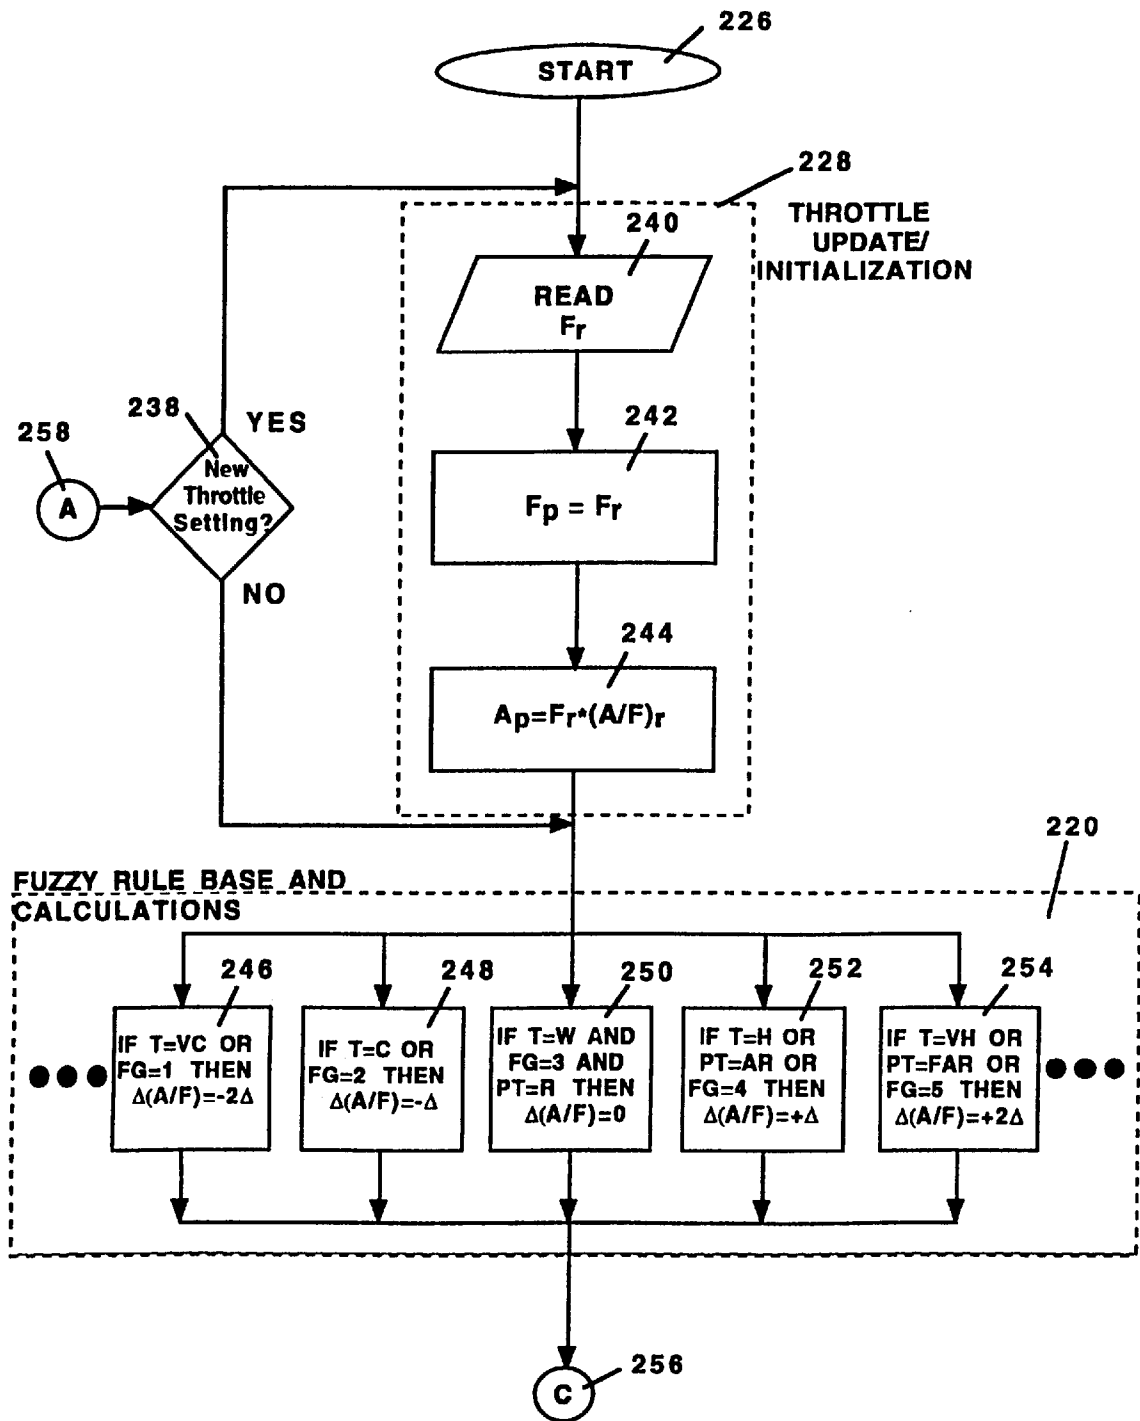 226
START
228
THROTTLE
UPDATE/
INITIALIZATION
240
READ
Fr
238
YES
258
A
New
Throttle
Setting?
NO
242
Fp = Fr
244
Ap=Fr*(A/F)r
220
FUZZY RULE BASE AND
CALCULATIONS
246
IF T=VC OR
FG=1 THEN
Δ(A/F)=-2Δ
248
IF T=C OR
FG=2 THEN
Δ(A/F)=-Δ
250
IF T=W AND
FG=3 AND
PT=R THEN
Δ(A/F)=0
252
IF T=H OR
PT=AR OR
FG=4 THEN
Δ(A/F)=+Δ
254
IF T=VH OR
PT=FAR OR
FG=5 THEN
Δ(A/F)=+2Δ
C
256